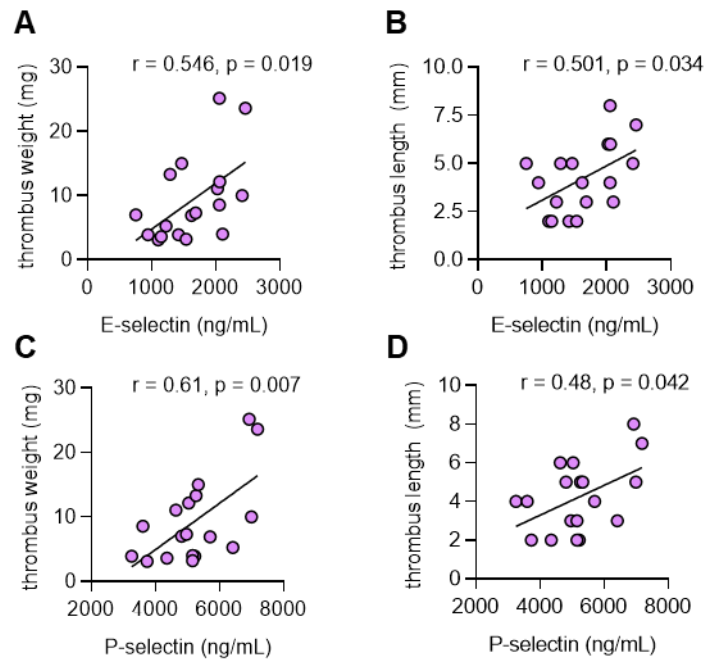 A
r = 0.546, p = 0.019
thrombus weight (mg)
30
20
10
0
0 1000 2000 3000
E-selectin (ng/mL)
B
r = 0.501, p = 0.034
thrombus length (mm)
10.0
7.5
5.0
2.5
0.0
0 1000 2000 3000
E-selectin (ng/mL)
C
r = 0.61, p = 0.007
thrombus weight (mg)
30
20
10
0
2000 4000 6000 8000
P-selectin (ng/mL)
D
r = 0.48, p = 0.042
thrombus length (mm)
10
8
6
4
2
0
2000 4000 6000 8000
P-selectin (ng/mL)